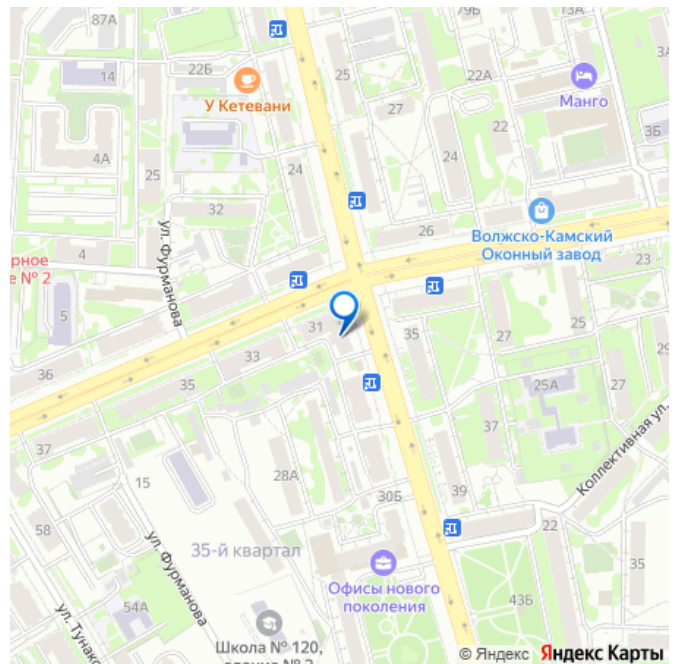 87А
22Б
79Б
13А
14
25
22А
3А
У Кетевани
Манго
27
22
3Б
4А
25
24
24
32
26
ул. Фурманова
Волжско-Камский
Оконный завод
4
рное
е № 2
23
5
31
35
27
25
33
29
36
35
25А
27
37
37
Коллективная ул.
28А
15
30Б
39
58
22
35-й квартал
ул. Фурманова
35
Офисы нового
поколения
54А
43Б
ул. Тунак
Школа № 120,
здание № 2
© Яндекс Яндекс Карты